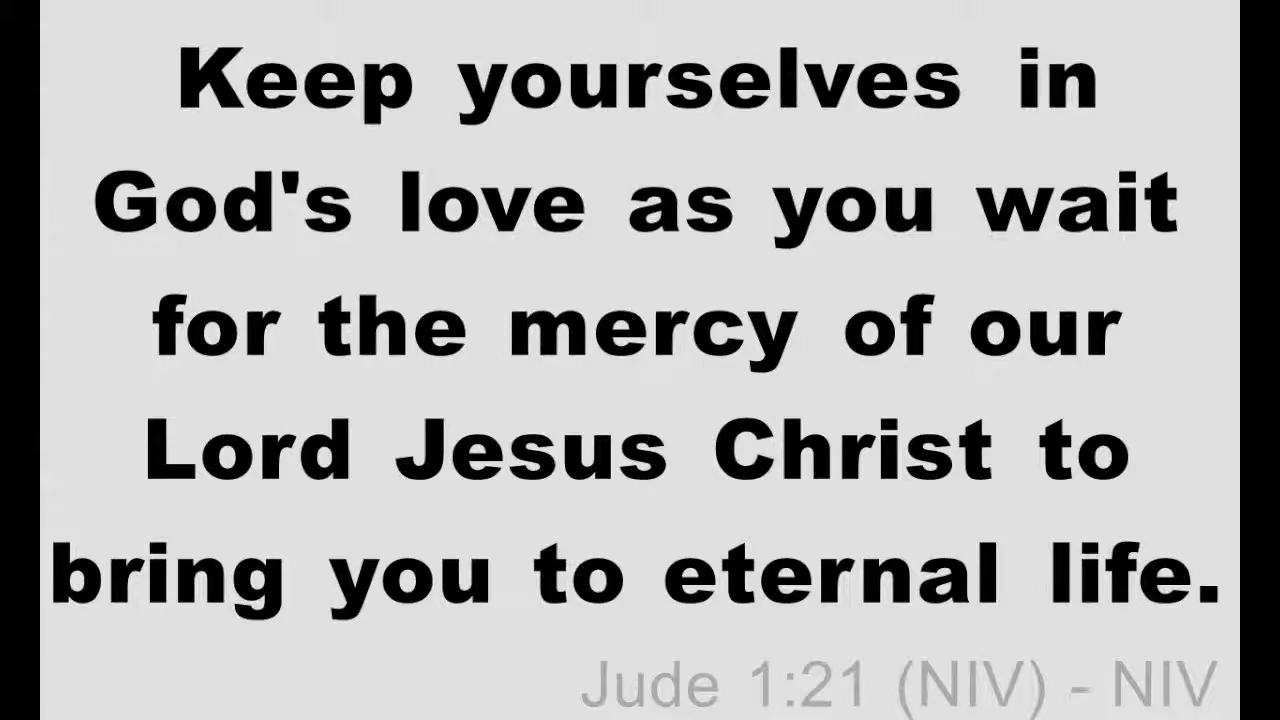 Keep yourselves in
God's love as you wait
for the mercy of our
Lord Jesus Christ to
bring you to eternal life.
Jude 1:21 (NIV) - NIV